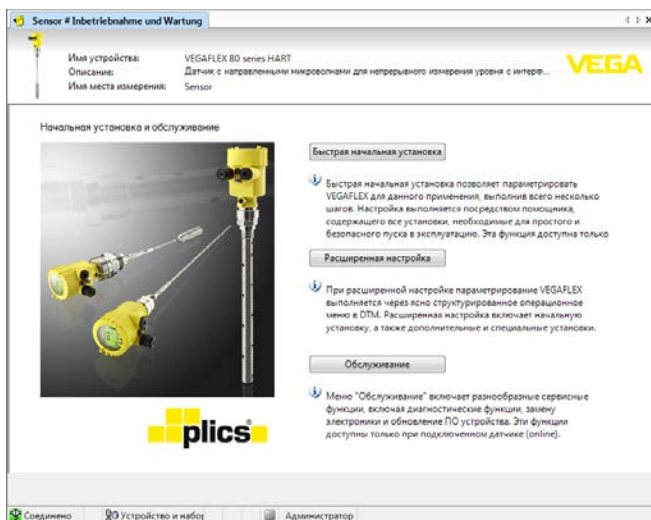 Sensor # Inbetriebnahme und Wartung
Имя устройства: VEGAFLEX 80 series HART
Описание: Датчик с направленными микроволнами для непрерывного измерения уровня с интерф...
Имя места измерения: Sensor
VEGA
Начальная установка и обслуживание
Быстрая начальная установка
Быстрая начальная установка позволяет параметрировать
VEGAFLEX для данного применения, выполнив всего несколько
шагов. Настройка выполняется посредством помощника,
содержащего все установки, необходимые для простого и
безопасного пуска в эксплуатацию. Эта функция доступна только
Расширенная настройка
При расширенной настройке параметрирование VEGAFLEX
выполняется через ясно структурированное операционное
меню в DTM. Расширенная настройка включает начальную
установку, а также дополнительные и специальные установки.
Обслуживание
Меню "Обслуживание" включает разнообразные сервисные
функции, включая диагностические функции, замену
электроники и обновление ПО устройства. Эти функции
доступны только при подключенном датчике (online).
plics
Соединено
Устройство и набор
Администратор